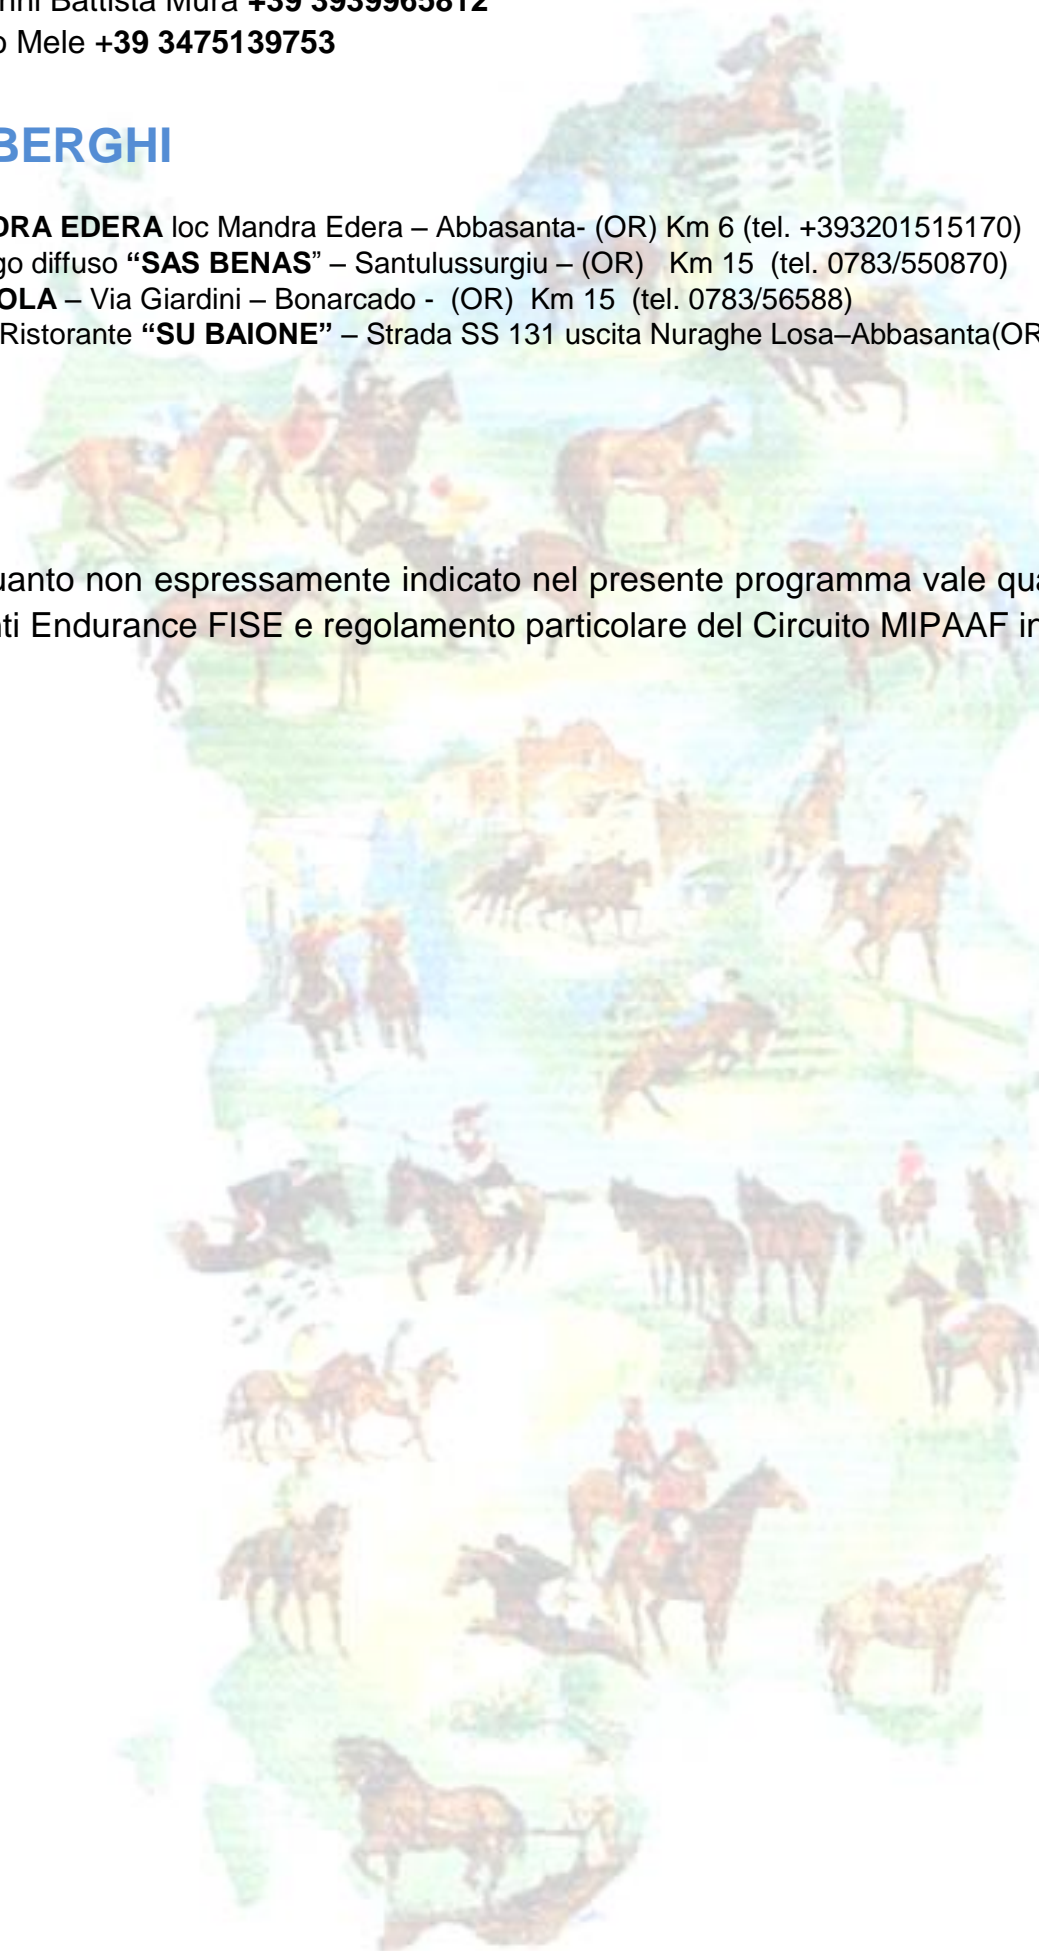 nni Battista Mura +39 3939965812
o Mele +39 3475139753
BERGHI
DRA EDERA loc Mandra Edera – Abbasanta- (OR) Km 6 (tel. +393201515170)
go diffuso “SAS BENAS” – Santulussurgiu – (OR) Km 15 (tel. 0783/550870)
OLA – Via Giardini – Bonarcado - (OR) Km 15 (tel. 0783/56588)
Ristorante “SU BAIONE” – Strada SS 131 uscita Nuraghe Losa–Abbasanta(OR
uanto non espressamente indicato nel presente programma vale qua
nti Endurance FISE e regolamento particolare del Circuito MIPAAF in